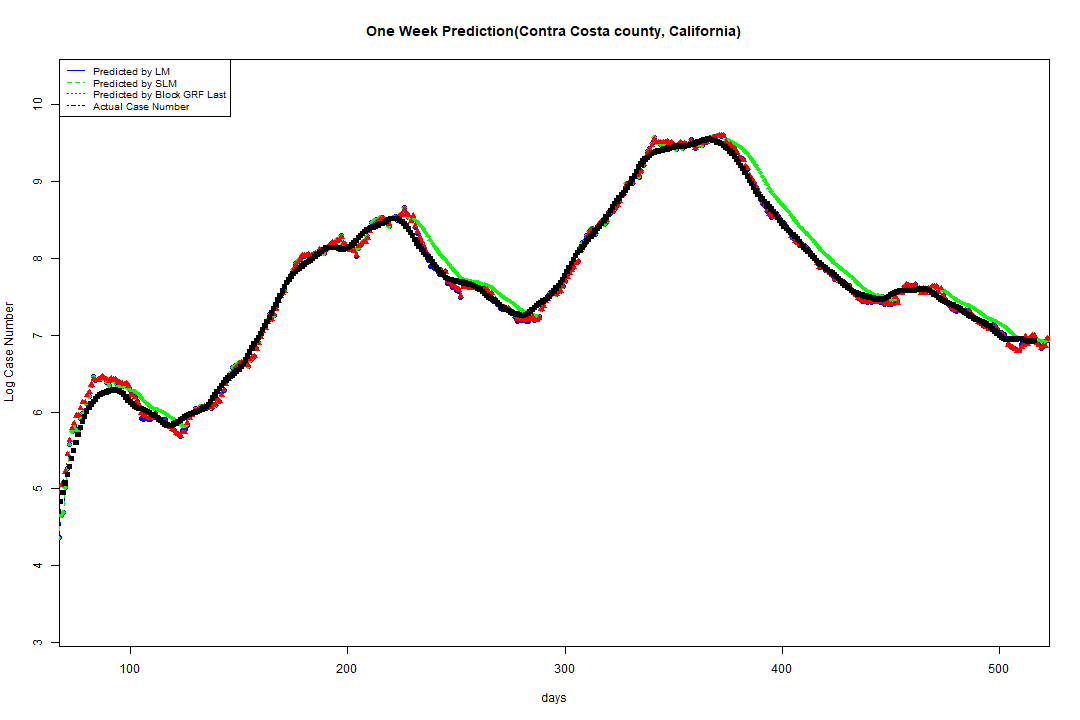 One Week Prediction(Contra Costa county, California)
Predicted by LM
Predicted by SLM
Predicted by Block GRF Last
Actual Case Number
10
9
8
7
6
5
4
3
Log Case Number
100 200 300 400 500
days